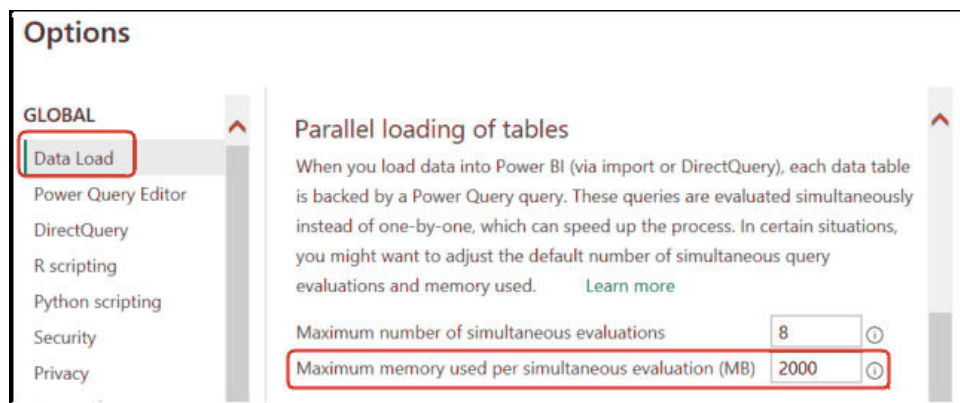 Options
GLOBAL
Data Load
Power Query Editor
DirectQuery
R scripting
Python scripting
Security
Privacy
Parallel loading of tables
When you load data into Power BI (via import or DirectQuery), each data table
is backed by a Power Query query. These queries are evaluated simultaneously
instead of one-by-one, which can speed up the process. In certain situations,
you might want to adjust the default number of simultaneous query
evaluations and memory used. Learn more
Maximum number of simultaneous evaluations 8
Maximum memory used per simultaneous evaluation (MB) 2000